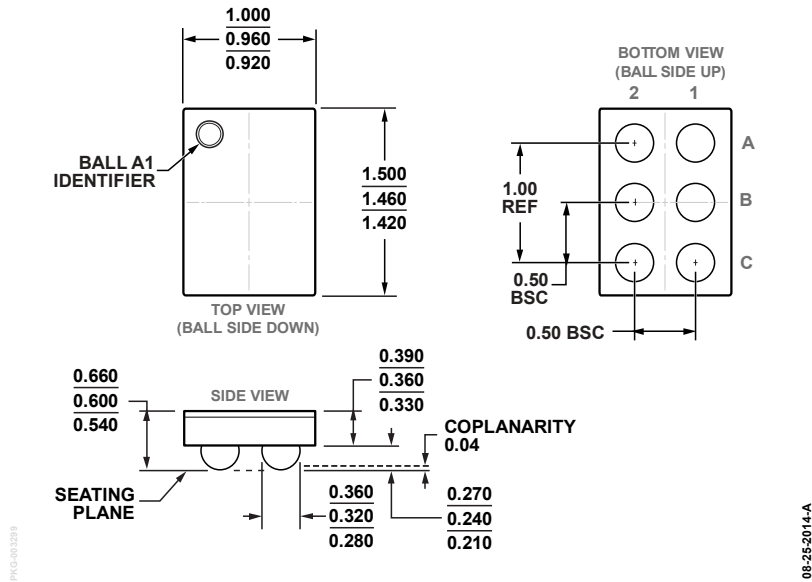 1.000
0.960
0.920
BALL A1
IDENTIFIER
1.500
1.460
1.420
TOP VIEW
(BALL SIDE DOWN)
BOTTOM VIEW
(BALL SIDE UP)
2 1
A
B
C
1.00
REF
0.50
BSC
0.50 BSC
0.660
0.600
0.540
SIDE VIEW
0.390
0.360
0.330
COPLANARITY
0.04
SEATING
PLANE
0.360
0.320
0.280
0.270
0.240
0.210
PKG-003299
08-25-2014-A